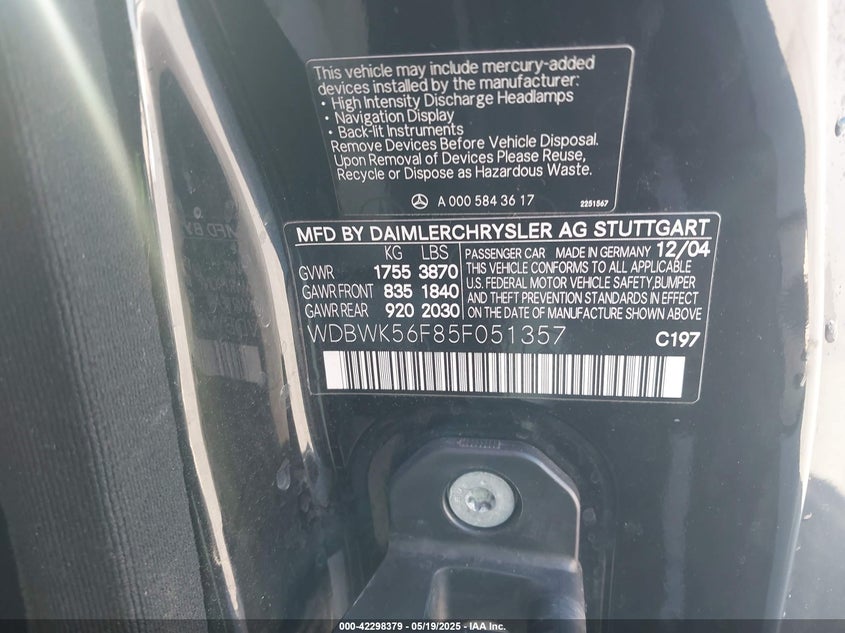 This vehicle may include mercury-added
devices installed by the manufacturer:
• High Intensity Discharge Headlamps
• Navigation Display
• Back-lit Instruments
Remove Devices Before Vehicle Disposal.
Upon Removal of Devices Please Reuse,
Recycle or Dispose as Hazardous Waste.
A 000 584 36 17 2251567
MFD BY DAIMLERCHRYSLER AG STUTTGART
KG LBS PASSENGER CAR MADE IN GERMANY 12/04
GVWR 1755 3870 THIS VEHICLE CONFORMS TO ALL APPLICABLE
GAWR FRONT 835 1840 U.S. FEDERAL MOTOR VEHICLE SAFETY,BUMPER
AND THEFT PREVENTION STANDARDS IN EFFECT
GAWR REAR 920 2030 ON THE DATE OF MANUFACTURE SHOWN ABOVE.
WDBWK56F85F051357 C197
MFD BY
000-42298379 - 05/19/2025 - IAA Inc.